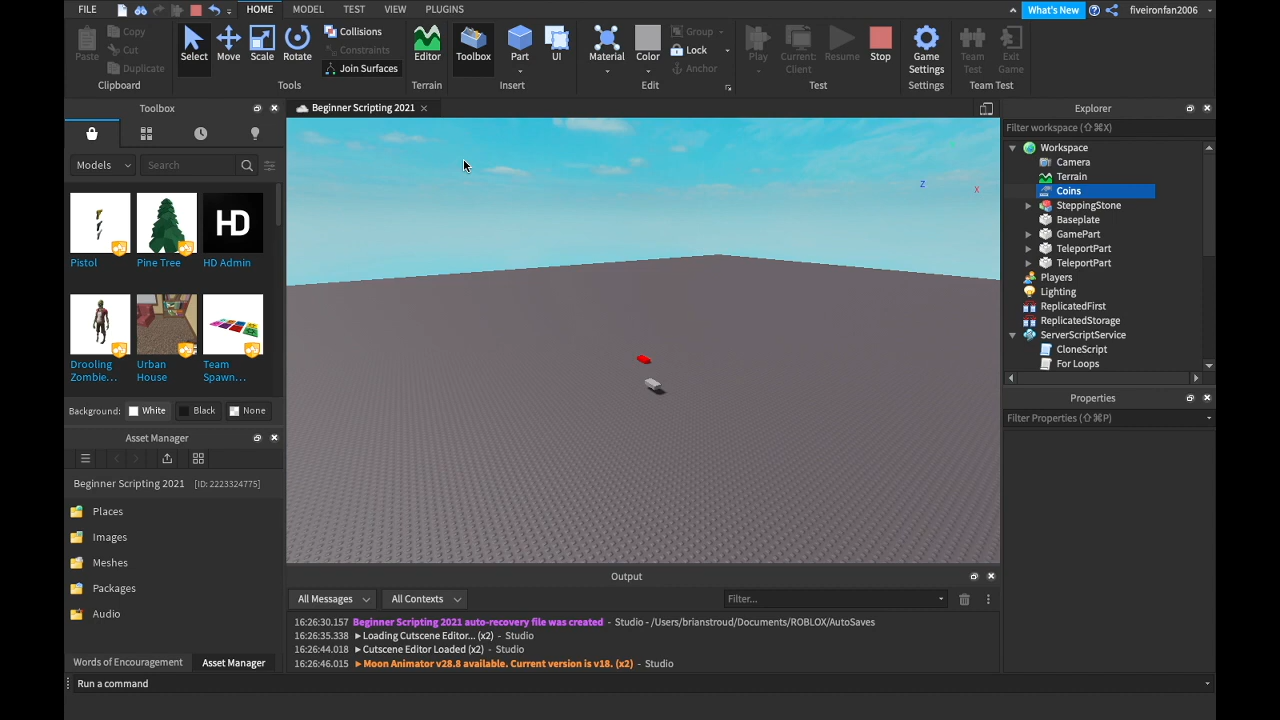 FILE HOME MODEL TEST VIEW PLUGINS What's New fiveironfan2006
Paste Copy Cut Duplicate Clipboard
Select Move Scale Rotate Collisions Constraints Join Surfaces Tools
Editor Terrain
Toolbox Part UI Insert
Material Color Group Lock Anchor Edit
Play Current: Client Resume Stop Test
Game Settings Settings
Team Test Exit Game Team Test
Toolbox
Models Search
Pistol Pine Tree HD Admin
HD
Drooling Zombie... Urban House Team Spawn...
Background: White Black None
Asset Manager
Beginner Scripting 2021 [ID: 2223324775]
Places
Images
Meshes
Packages
Audio
Words of Encouragement Asset Manager
Beginner Scripting 2021
Z X
Output
All Messages All Contexts Filter...
16:26:30.157 Beginner Scripting 2021 auto-recovery file was created - Studio - /Users/brianstroud/Documents/ROBLOX/AutoSaves
16:26:35.338 Loading Cutscene Editor... (x2) - Studio
16:26:44.018 Cutscene Editor Loaded (x2) - Studio
16:26:46.015 Moon Animator v28.8 available. Current version is v18. (x2) - Studio
Explorer
Filter workspace (⇧⌘X)
Workspace
Camera
Terrain
Coins
SteppingStone
Baseplate
GamePart
TeleportPart
TeleportPart
Players
Lighting
ReplicatedFirst
ReplicatedStorage
ServerScriptService
CloneScript
For Loops
Properties
Filter Properties (⇧⌘P)
Run a command